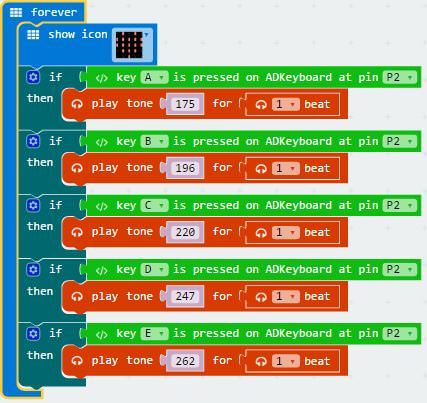 forever
show icon
if </> key A is pressed on ADKeyboard at pin P2
then play tone 175 for 1 beat
if </> key B is pressed on ADKeyboard at pin P2
then play tone 196 for 1 beat
if </> key C is pressed on ADKeyboard at pin P2
then play tone 220 for 1 beat
if </> key D is pressed on ADKeyboard at pin P2
then play tone 247 for 1 beat
if </> key E is pressed on ADKeyboard at pin P2
then play tone 262 for 1 beat